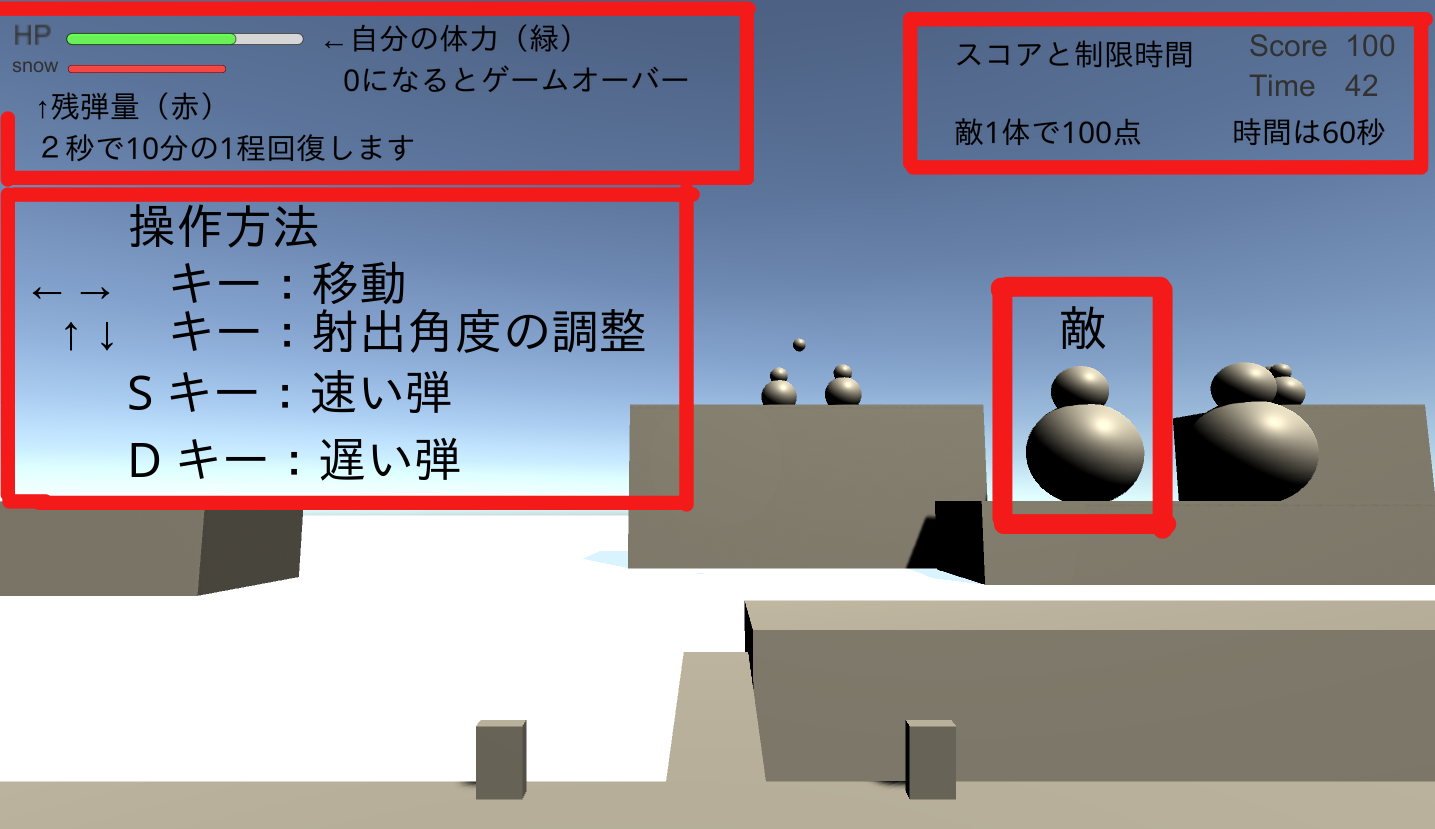 HP ←自分の体力（緑）
0になるとゲームオーバー
snow
↑残弾量（赤）
２秒で10分の1程回復します
スコアと制限時間 Score 100
Time 42
敵1体で100点 時間は60秒
操作方法
←→ キー：移動
↑↓ キー：射出角度の調整
S キー：速い弾
D キー：遅い弾
敵